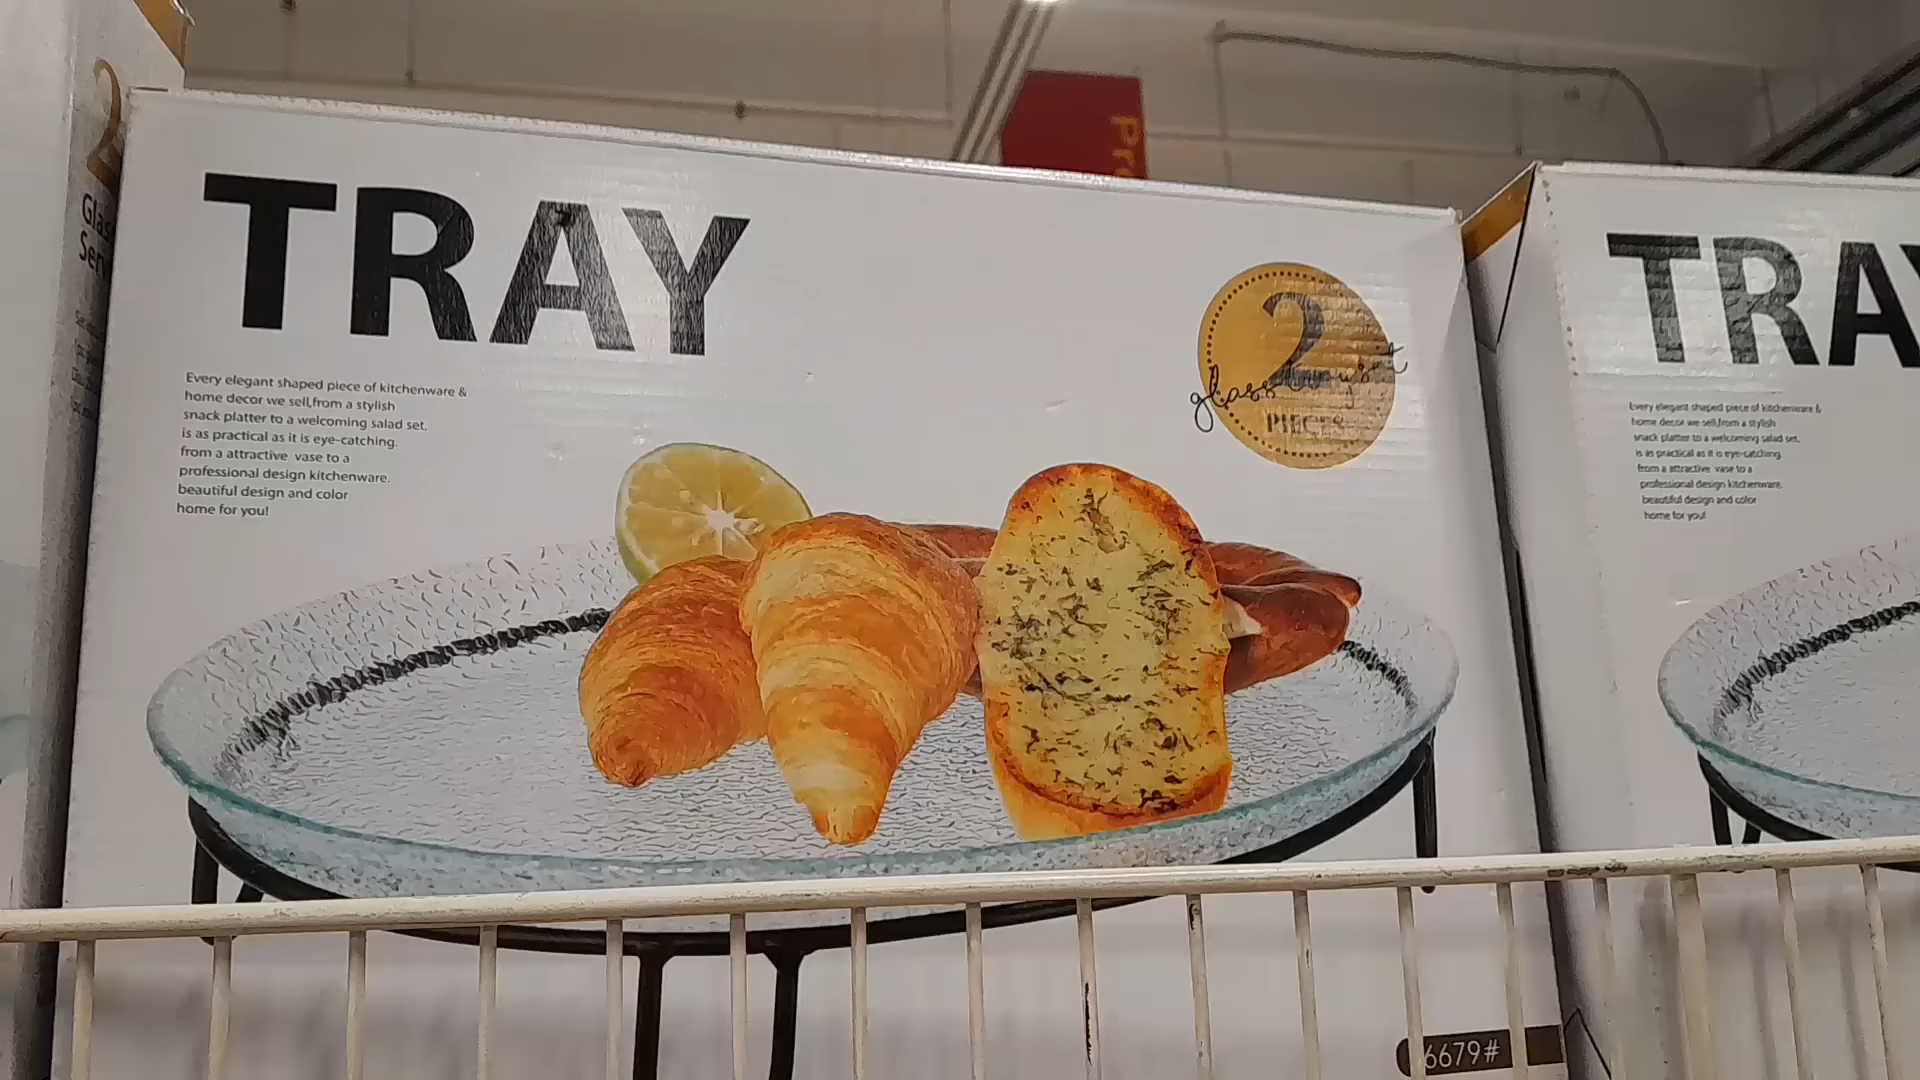 TRAY
Every elegant shaped piece of kitchenware &
home decor we sell,from a stylish
snack platter to a welcoming salad set,
is as practical as it is eye-catching.
from a attractive vase to a
professional design kitchenware.
beautiful design and color
home for you!
2
glass
PIECES
6679#
2
Pr
TRAY
Every elegant shaped piece of kitchenware &
home decor we sell,from a stylish
snack platter to a welcoming salad set,
is as practical as it is eye-catching.
from a attractive vase to a
professional design kitchenware.
beautiful design and color
home for you!